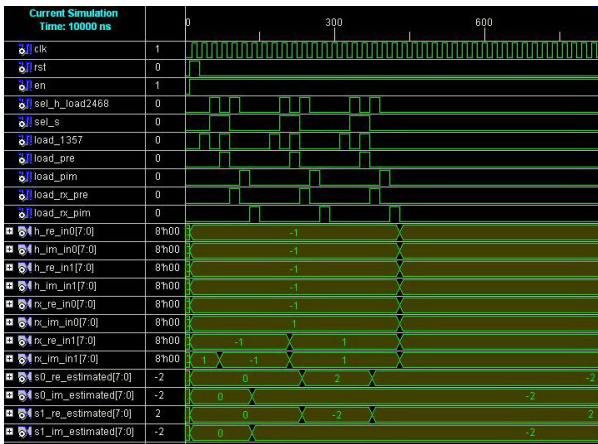 Current Simulation
Time: 10000 ns
0 300 600
clk 1
rst 0
en 1
sel_h_load2468 0
sel_s 0
load_1357 0
load_pre 0
load_pim 0
load_rx_pre 0
load_rx_pim 0
h_re_in0[7:0] 8'h00 -1
h_im_in0[7:0] 8'h00 -1
h_re_in1[7:0] 8'h00 -1
h_im_in1[7:0] 8'h00 -1
rx_re_in0[7:0] 8'h00 -1
rx_im_in0[7:0] 8'h00 1
rx_re_in1[7:0] 8'h00 -1 1
rx_im_in1[7:0] 8'h00 1 -1 1
s0_re_estimated[7:0] -2 0 2 -2
s0_im_estimated[7:0] -2 0 -2
s1_re_estimated[7:0] 2 0 -2 2
s1_im_estimated[7:0] -2 0 -2